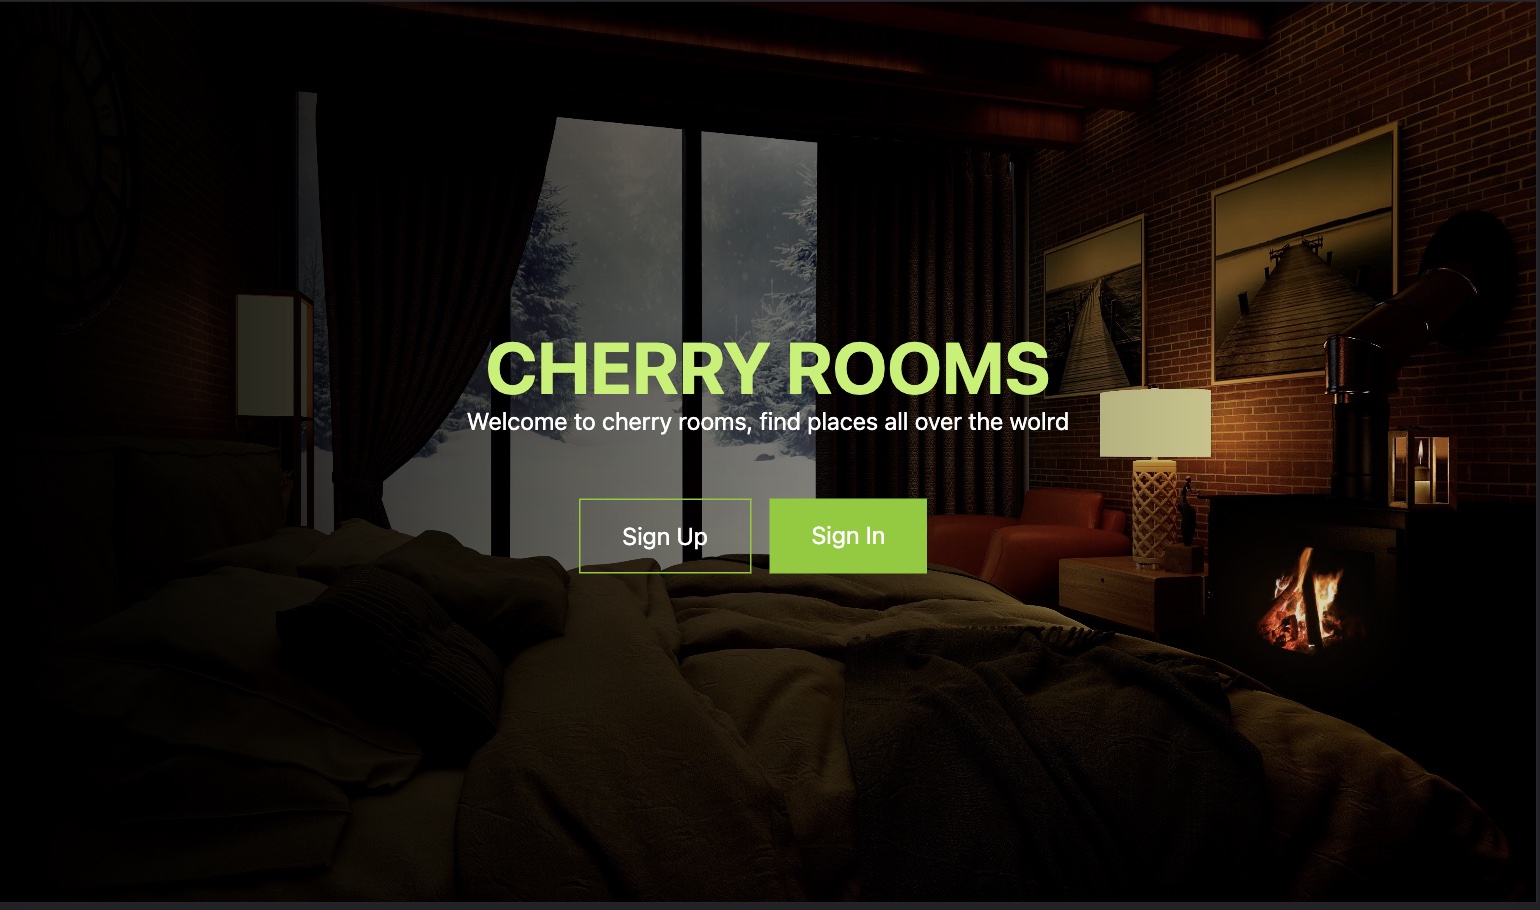 CHERRY ROOMS
Welcome to cherry rooms, find places all over the wolrd
Sign Up
Sign In